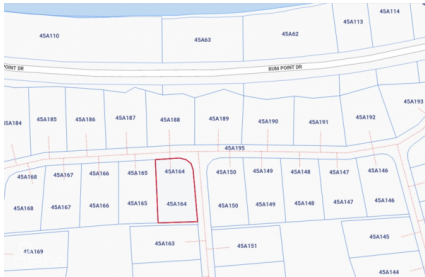 45A114
45A113
45A110
45A63
45A62
POINT DR
RUM POINT DR
45A193
45A184
45A185
45A186
45A187
45A188
45A189
45A190
45A191
45A192
45A195
45A168
45A167
45A166
45A165
45A164
45A150
45A149
45A148
45A147
45A146
45A168
45A167
45A166
45A165
45A164
45A150
45A149
45A148
45A147
45A146
45A169
45A163
45A151
45A145
45A144